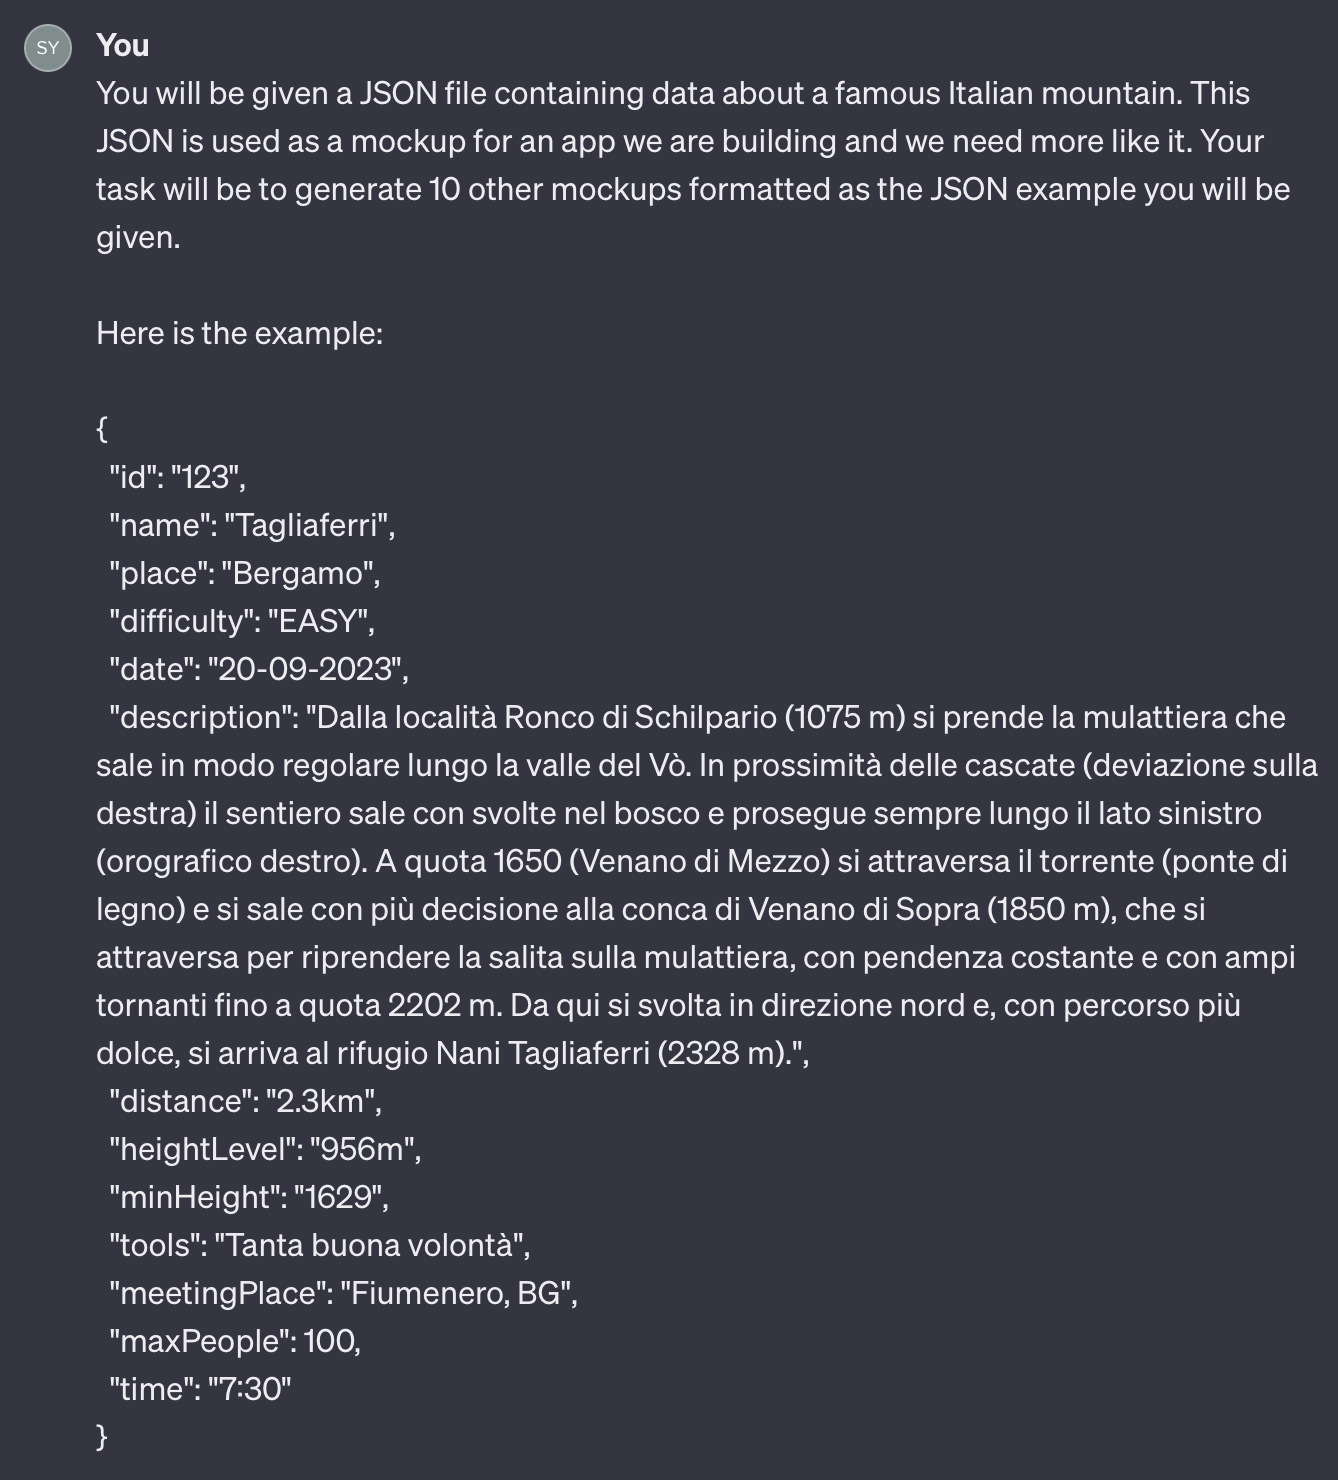 SY
You
You will be given a JSON file containing data about a famous Italian mountain. This
JSON is used as a mockup for an app we are building and we need more like it. Your
task will be to generate 10 other mockups formatted as the JSON example you will be
given.
Here is the example:
{
"id": "123",
"name": "Tagliaferri",
"place": "Bergamo",
"difficulty": "EASY",
"date": "20-09-2023",
"description": "Dalla località Ronco di Schilpario (1075 m) si prende la mulattiera che
sale in modo regolare lungo la valle del Vò. In prossimità delle cascate (deviazione sulla
destra) il sentiero sale con svolte nel bosco e prosegue sempre lungo il lato sinistro
(orografico destro). A quota 1650 (Venano di Mezzo) si attraversa il torrente (ponte di
legno) e si sale con più decisione alla conca di Venano di Sopra (1850 m), che si
attraversa per riprendere la salita sulla mulattiera, con pendenza costante e con ampi
tornanti fino a quota 2202 m. Da qui si svolta in direzione nord e, con percorso più
dolce, si arriva al rifugio Nani Tagliaferri (2328 m).",
"distance": "2.3km",
"heightLevel": "956m",
"minHeight": "1629",
"tools": "Tanta buona volontà",
"meetingPlace": "Fiumenero, BG",
"maxPeople": 100,
"time": "7:30"
}